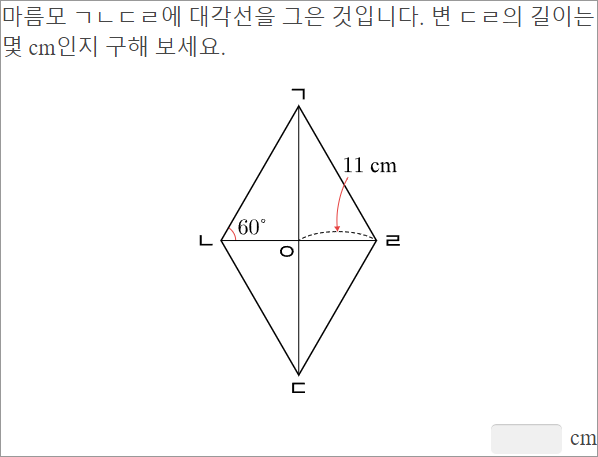 마름모 ㄱㄴㄷㄹ에 대각선을 그은 것입니다. 변 ㄷㄹ의 길이는
몇 cm인지 구해 보세요.
ㄱ
11 cm
60°
ㄴ
ㄹ
ㅇ
ㄷ
cm